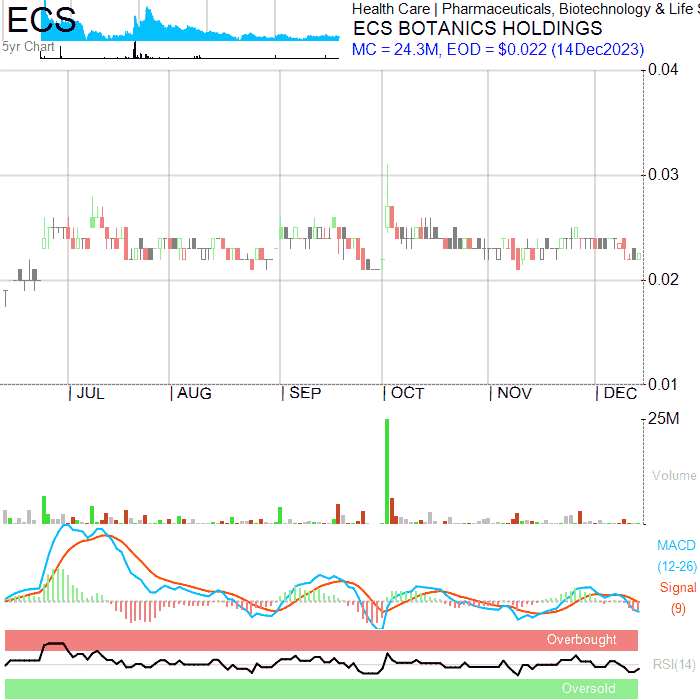 ECS
5yr Chart
Health Care | Pharmaceuticals, Biotechnology & Life S
ECS BOTANICS HOLDINGS
MC = 24.3M, EOD = $0.022 (14Dec2023)
0.04
0.03
0.02
0.01
JUL AUG SEP OCT NOV DEC
25M
Volume
MACD
(12-26)
Signal
(9)
Overbought
RSI(14)
Oversold